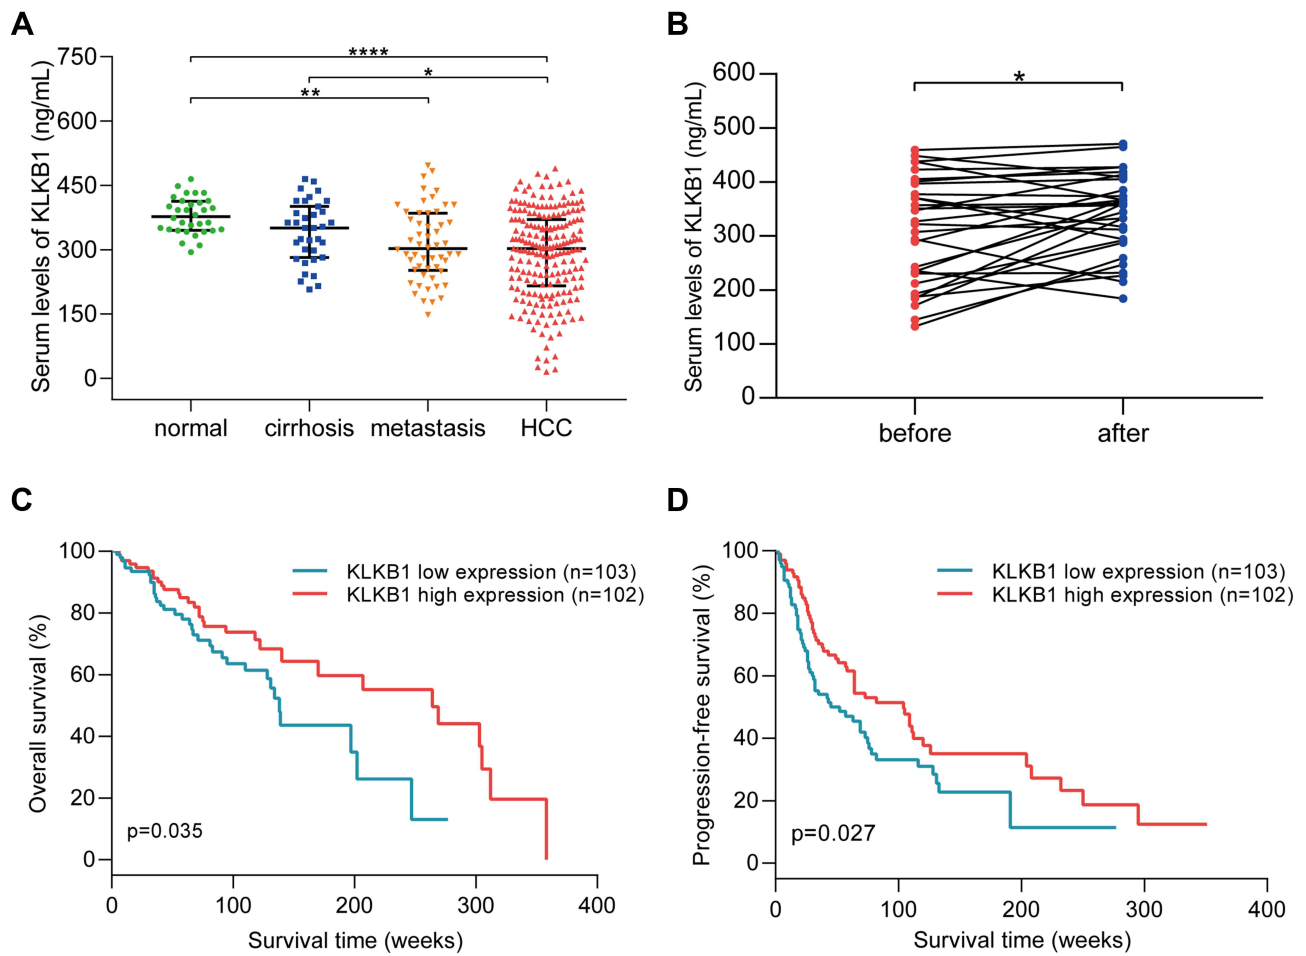 A
Serum levels of KLKB1 (ng/mL)
750
600
450
300
150
0
****
*
**
normal
cirrhosis
metastasis
HCC
B
Serum levels of KLKB1 (ng/mL)
600
500
400
300
200
100
0
*
before
after
C
Overall survival (%)
100
80
60
40
20
0
KLKB1 low expression (n=103)
KLKB1 high expression (n=102)
p=0.035
0
100
200
300
400
Survival time (weeks)
D
Progression-free survival (%)
100
80
60
40
20
0
KLKB1 low expression (n=103)
KLKB1 high expression (n=102)
p=0.027
0
100
200
300
400
Survival time (weeks)